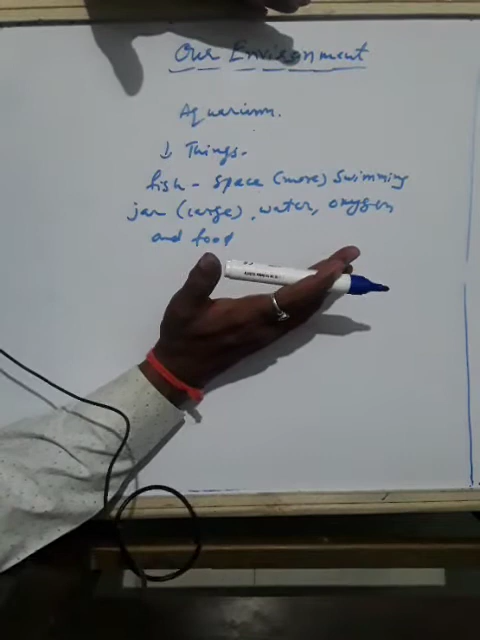 Our Environment
Aquarium.
↓ Things.
fish - space (more) swimming
jar (large), water, oxygen
and food